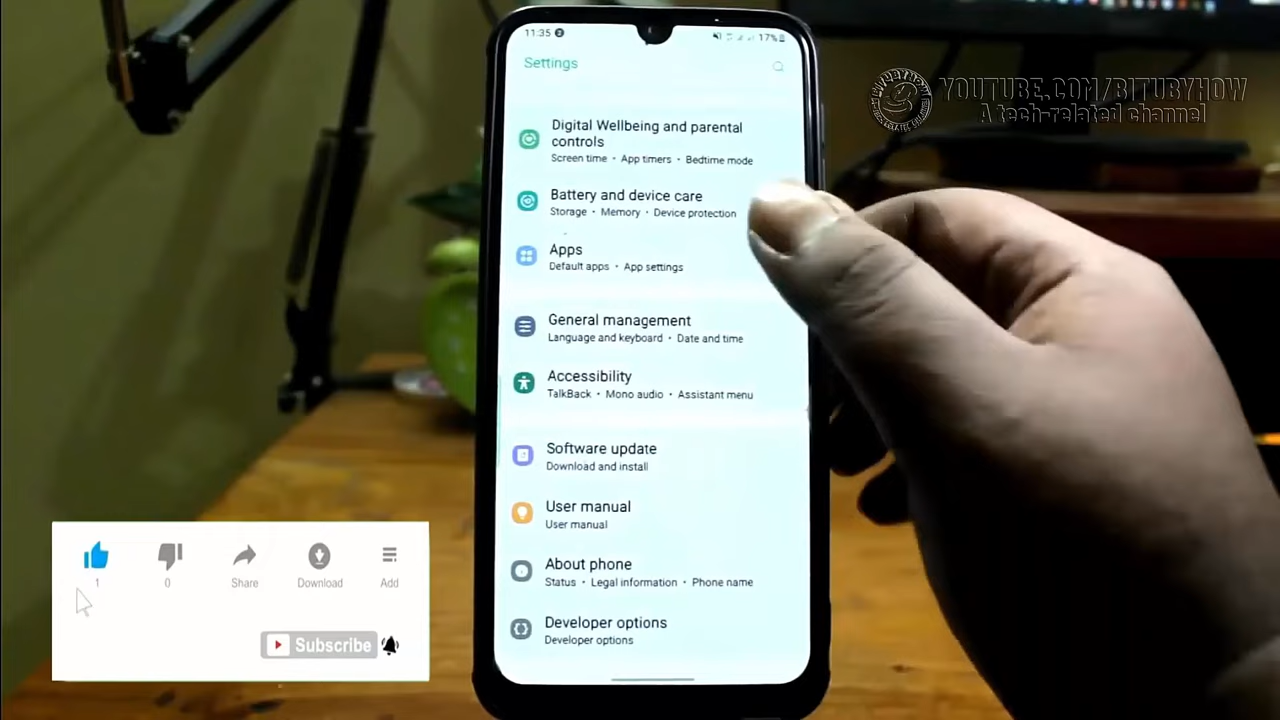 11:35
17%
Settings
YOUTUBE.COM/BITUBYHOW
A tech-related channel
Digital Wellbeing and parental
controls
Screen time • App timers • Bedtime mode
Battery and device care
Storage • Memory • Device protection
Apps
Default apps • App settings
General management
Language and keyboard • Date and time
Accessibility
TalkBack • Mono audio • Assistant menu
Software update
Download and install
User manual
User manual
About phone
Status • Legal information • Phone name
Developer options
Developer options
1
0
Share
Download
Add
Subscribe